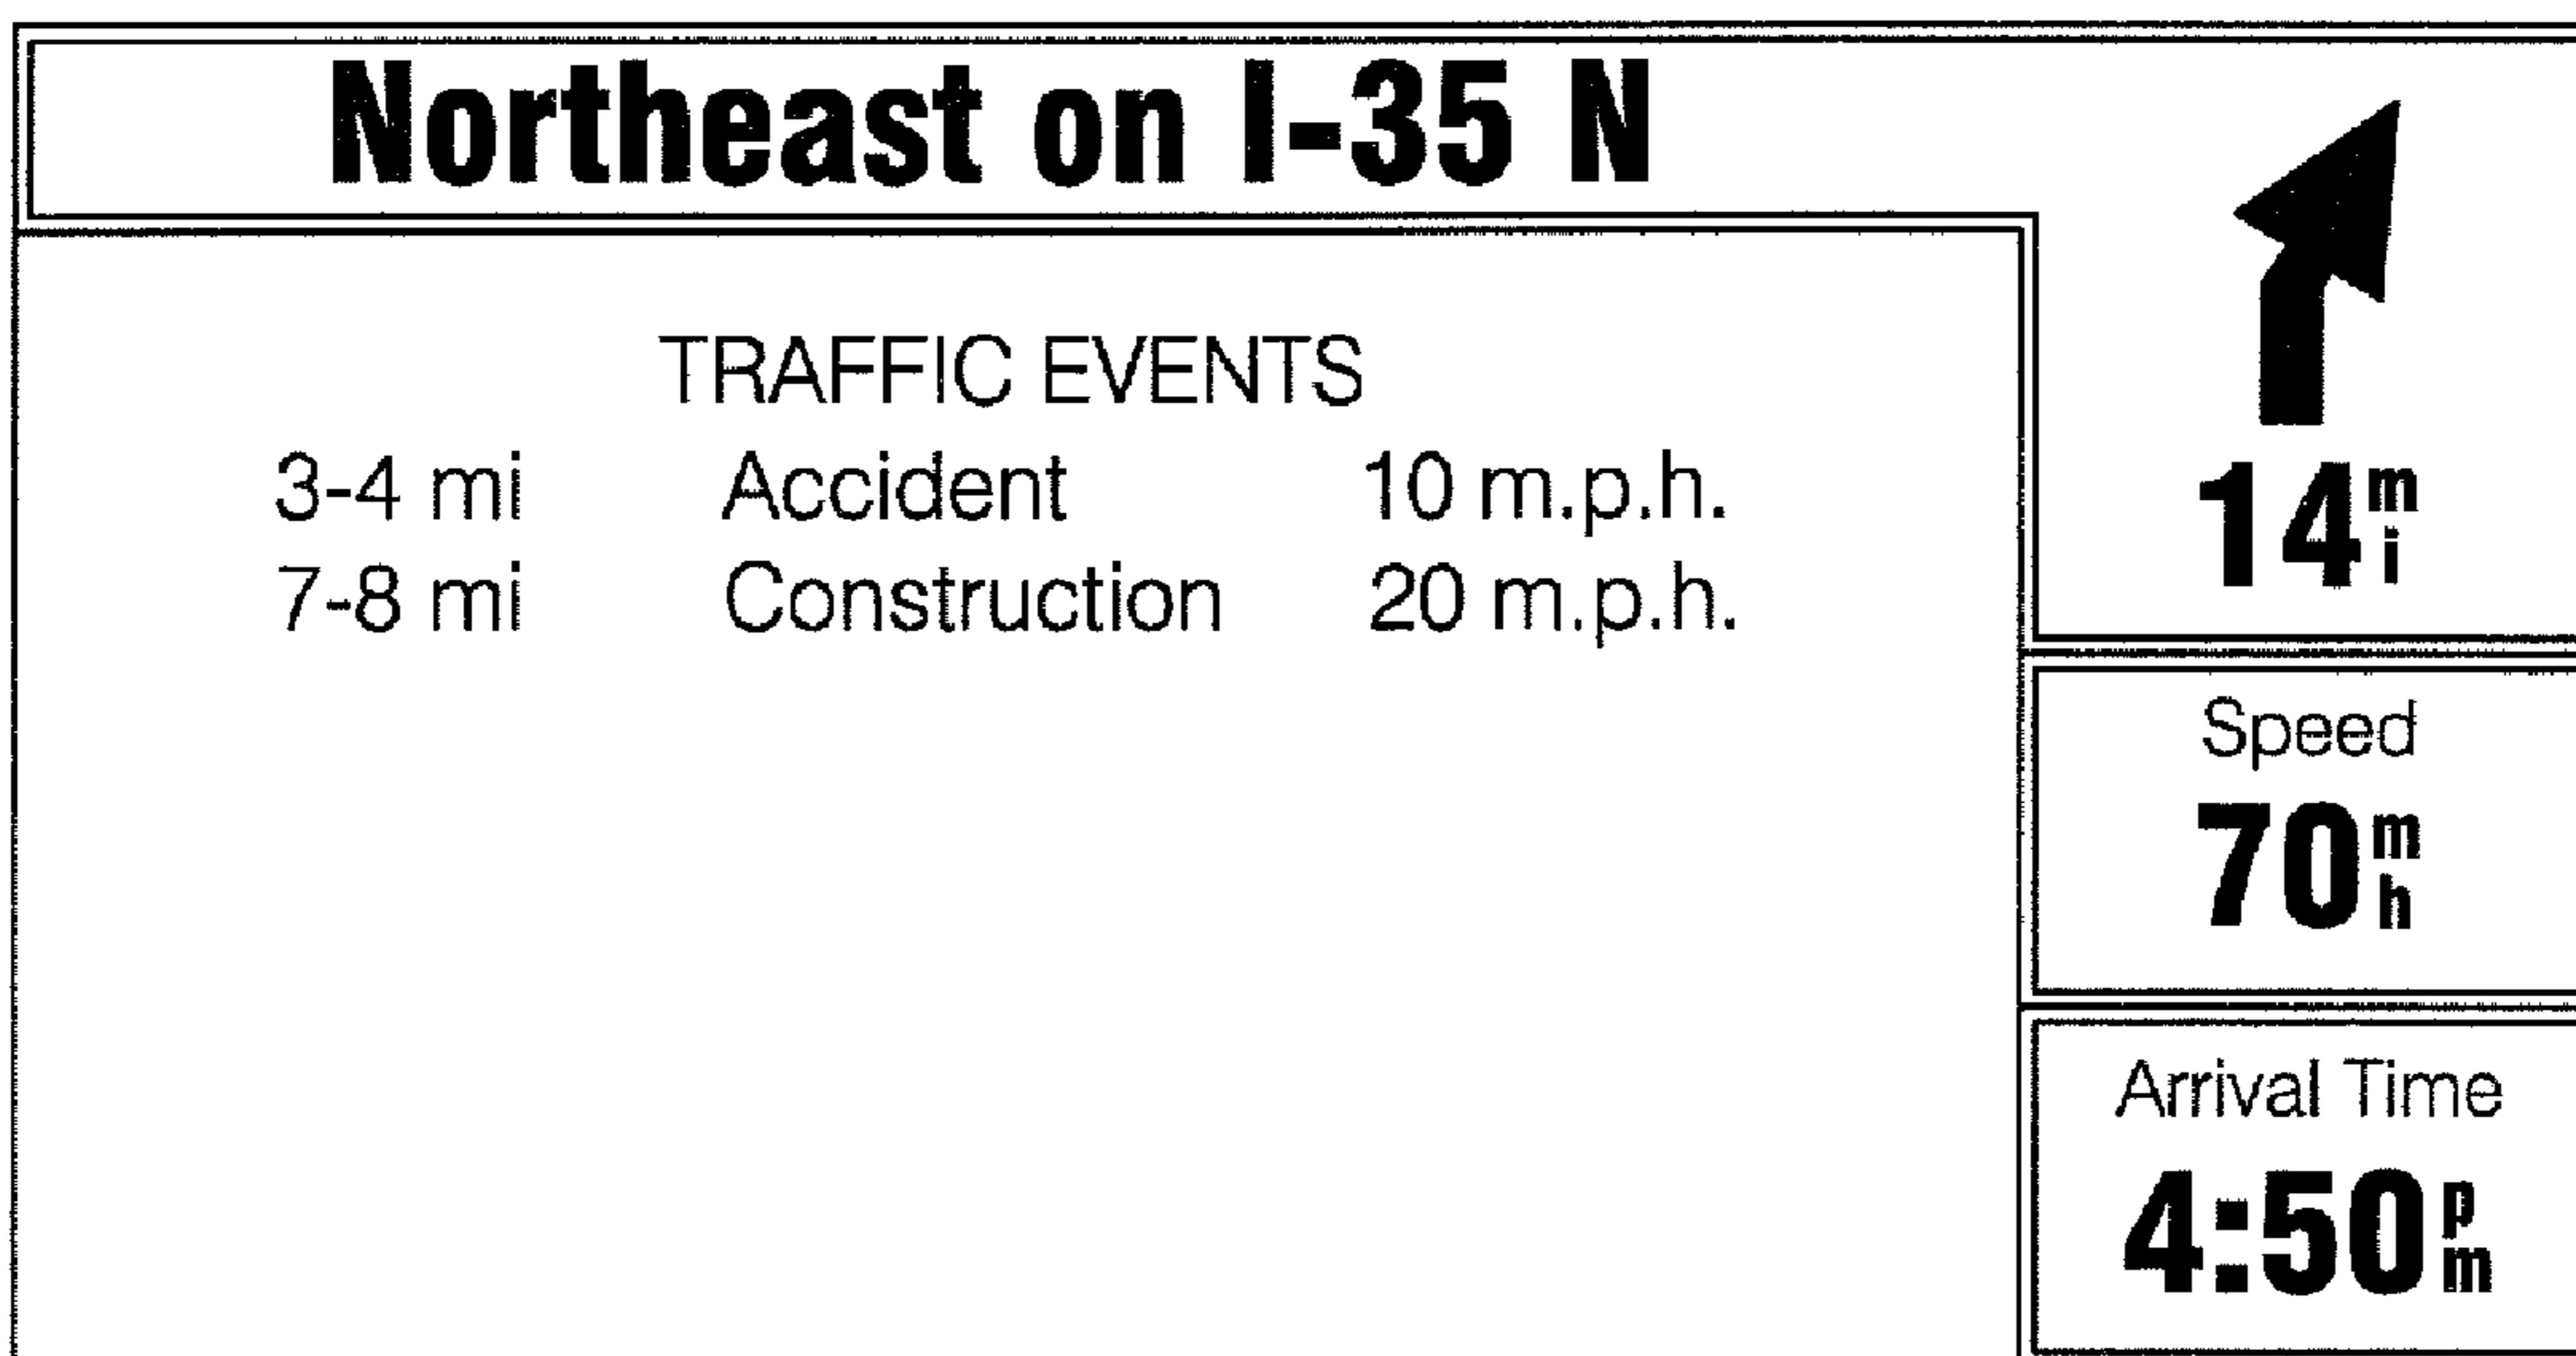 Northeast on I-35 N
TRAFFIC EVENTS
3-4 mi Accident 10 m.p.h.
7-8 mi Construction 20 m.p.h.
14 mi
Speed
70 mh
Arrival Time
4:50 pm